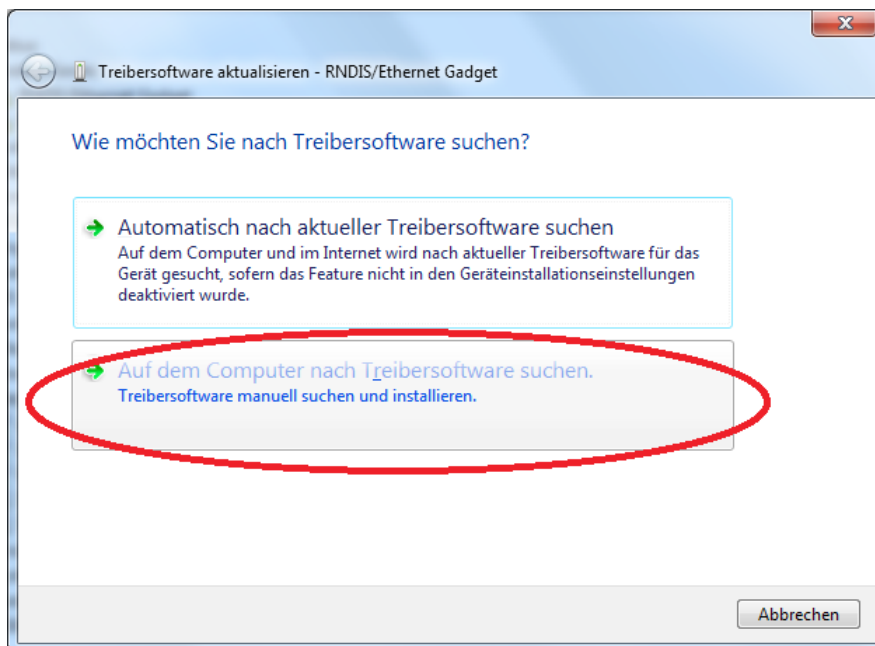 Treibersoftware aktualisieren - RNDIS/Ethernet Gadget
Wie möchten Sie nach Treibersoftware suchen?
Automatisch nach aktueller Treibersoftware suchen
Auf dem Computer und im Internet wird nach aktueller Treibersoftware für das
Gerät gesucht, sofern das Feature nicht in den Geräteinstallationseinstellungen
deaktiviert wurde.
Auf dem Computer nach Treibersoftware suchen.
Treibersoftware manuell suchen und installieren.
Abbrechen